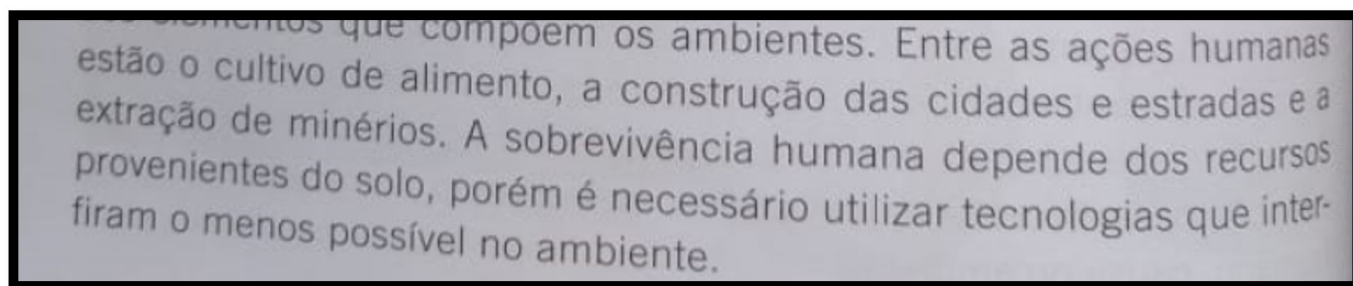 elementos que compõem os ambientes. Entre as ações humanas
estão o cultivo de alimento, a construção das cidades e estradas e a
extração de minérios. A sobrevivência humana depende dos recursos
provenientes do solo, porém é necessário utilizar tecnologias que inter-
firam o menos possível no ambiente.